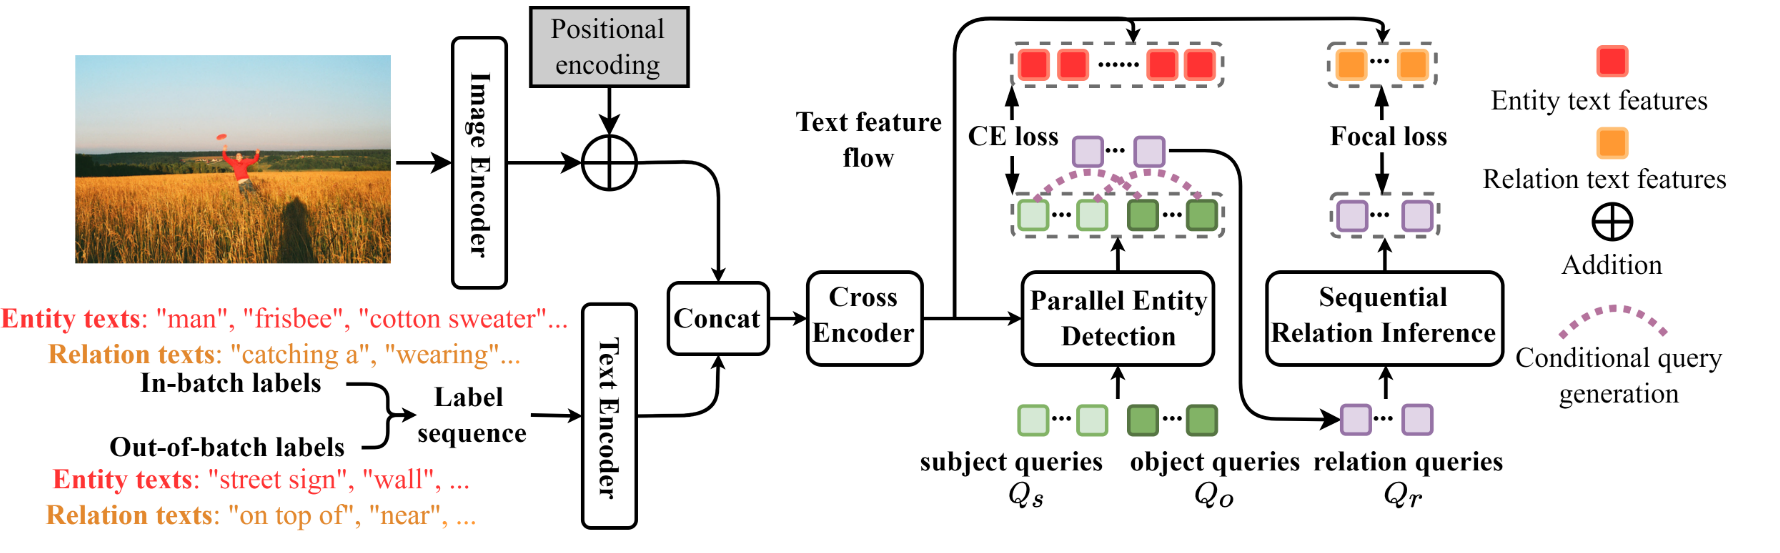 Positional
encoding
Image Encoder
Entity texts: "man", "frisbee", "cotton sweater"...
Relation texts: "catching a", "wearing"...
In-batch labels
Out-of-batch labels
Entity texts: "street sign", "wall", ...
Relation texts: "on top of", "near", ...
Label
sequence
Text Encoder
Concat
Cross
Encoder
Text feature
flow
CE loss
Focal loss
Parallel Entity
Detection
Sequential
Relation Inference
subject queries
Qs
object queries
Qo
relation queries
Qr
Entity text features
Relation text features
Addition
Conditional query
generation